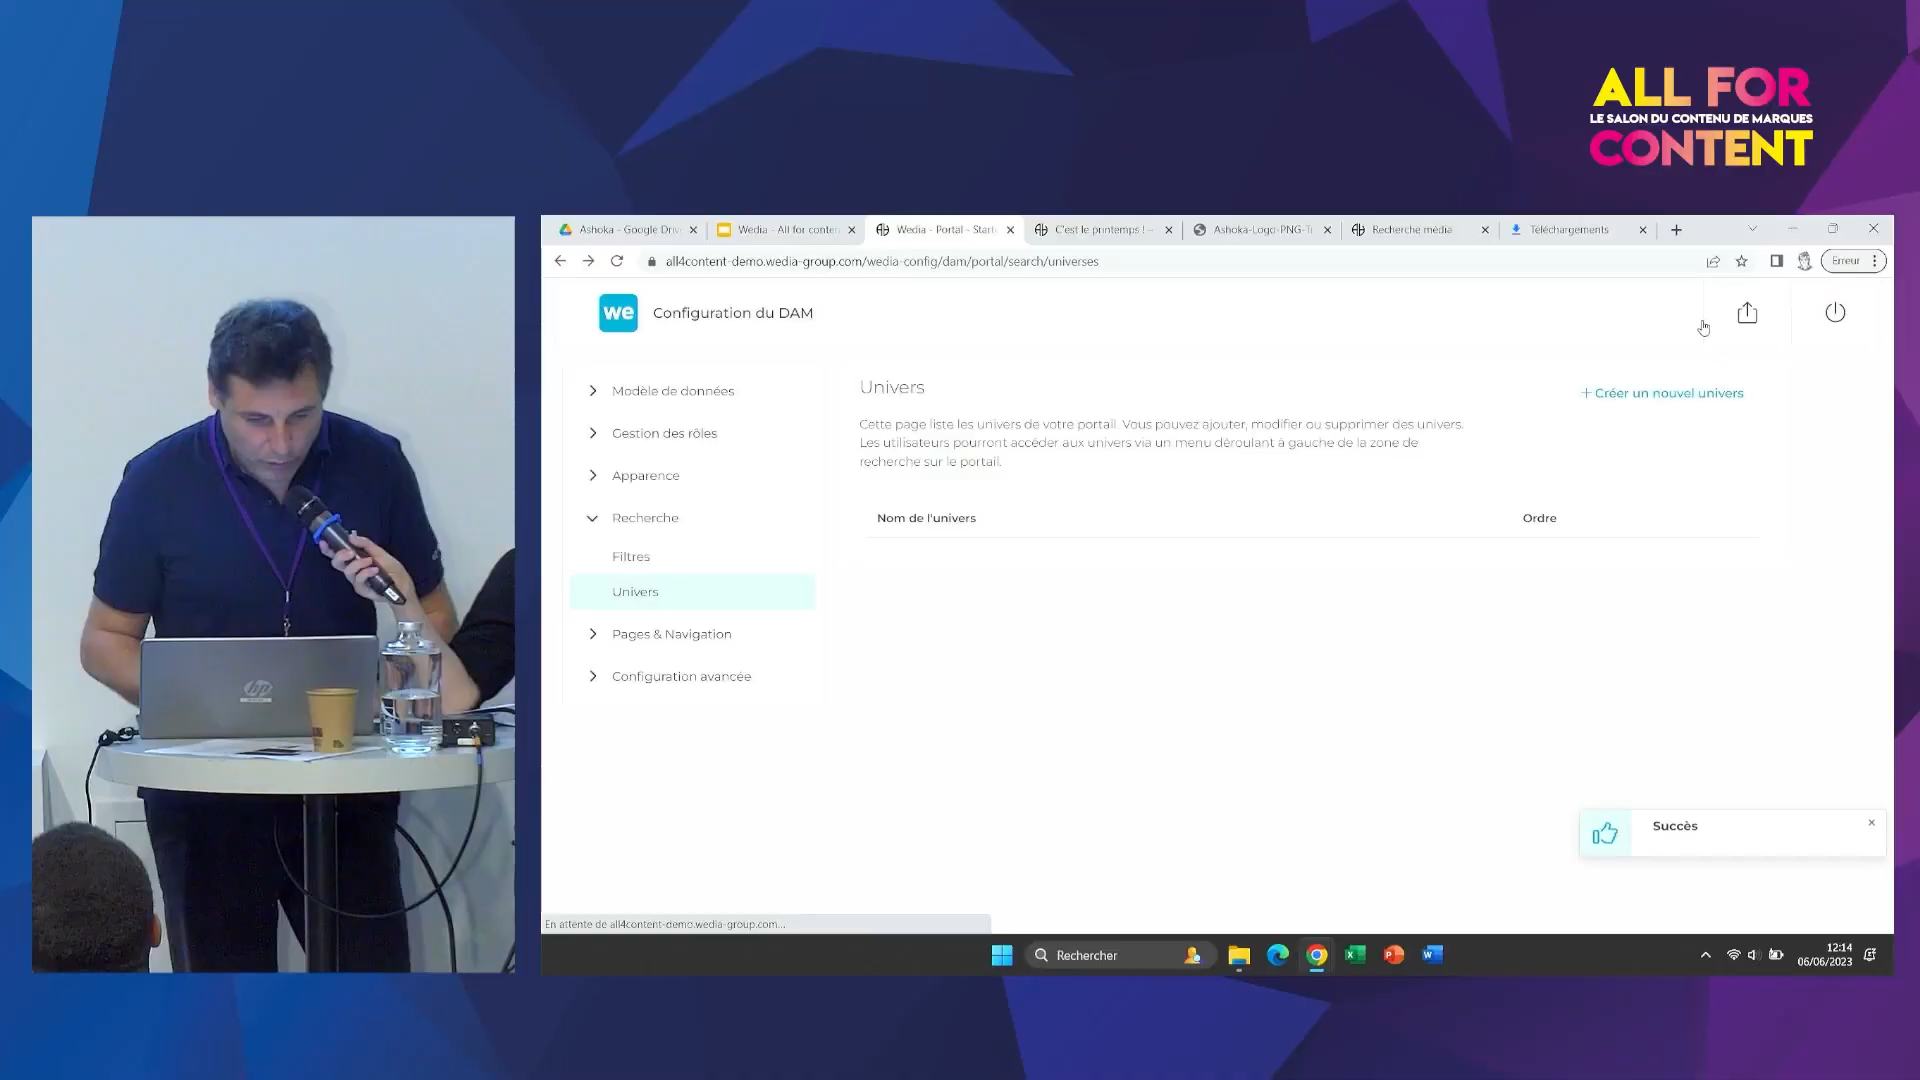 ALL FOR
LE SALON DU CONTENU DE MARQUES
CONTENT
Ashoka - Google Driv
Wedia - All for conten
Wedia - Portal - Start
C'est le printemps ! –
Ashoka-Logo-PNG-Tr
Recherche média
Téléchargements
all4content-demo.wedia-group.com/wedia-config/dam/portal/search/universes
Erreur
we
Configuration du DAM
Modèle de données
Gestion des rôles
Apparence
Recherche
Filtres
Univers
Pages & Navigation
Configuration avancée
Univers
+ Créer un nouvel univers
Cette page liste les univers de votre portail. Vous pouvez ajouter, modifier ou supprimer des univers.
Les utilisateurs pourront accéder aux univers via un menu déroulant à gauche de la zone de
recherche sur le portail.
Nom de l'univers
Ordre
Succès
En attente de all4content-demo.wedia-group.com...
Rechercher
12:14
06/06/2023
hp